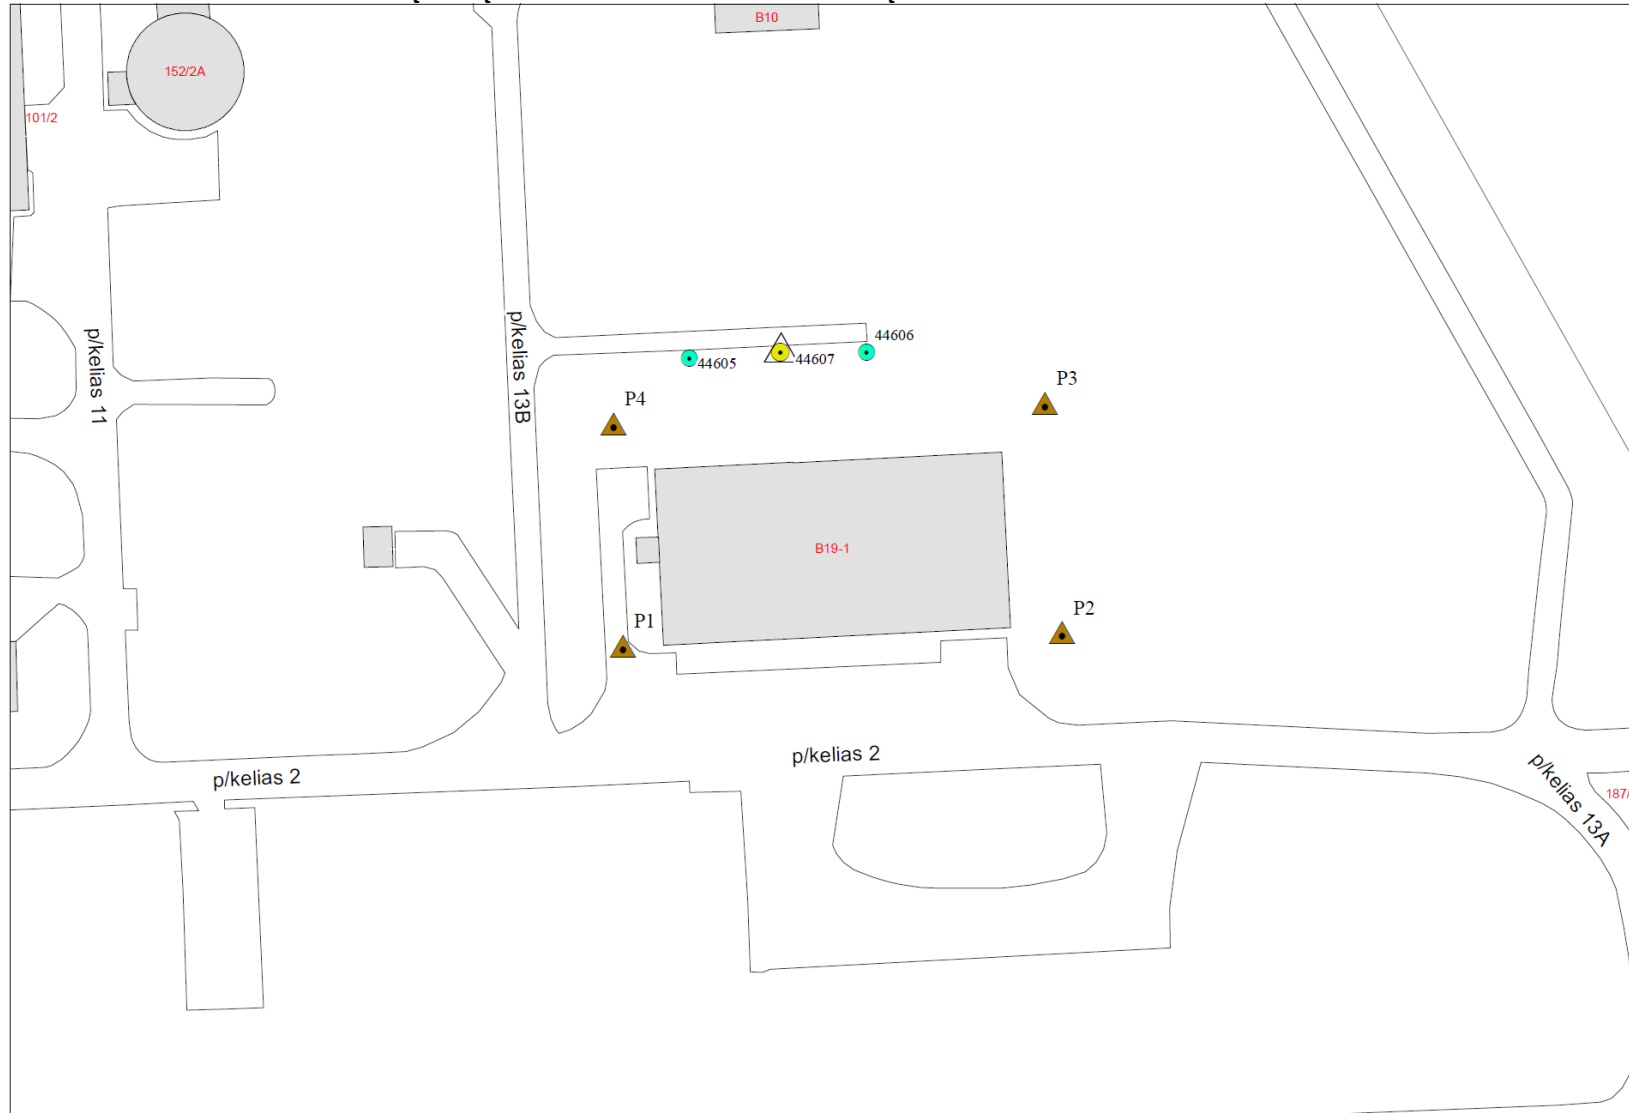 B10
152/2A
101/2
p/kelias 11
p/kelias 13B
44606
44605
44607
P4
P3
B19-1
P1
P2
p/kelias 2
p/kelias 2
p/kelias 13A
187/